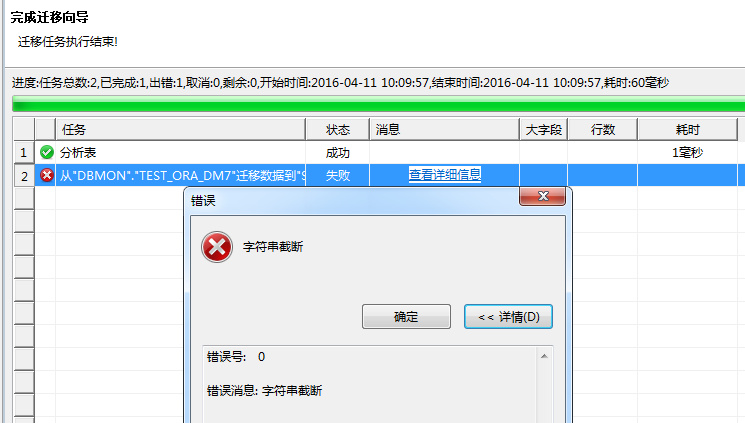 完成迁移向导
迁移任务执行结束!
进度:任务总数:2,已完成:1,出错:1,取消:0,剩余:0,开始时间:2016-04-11 10:09:57,结束时间:2016-04-11 10:09:57,耗时:60毫秒
任务 状态 消息 大字段 行数 耗时
1 分析表 成功 1毫秒
2 从"DBMON"."TEST_ORA_DM7"迁移数据到"S 失败 查看详细信息
错误
字符串截断
确定 << 详情(D)
错误号: 0
错误消息: 字符串截断